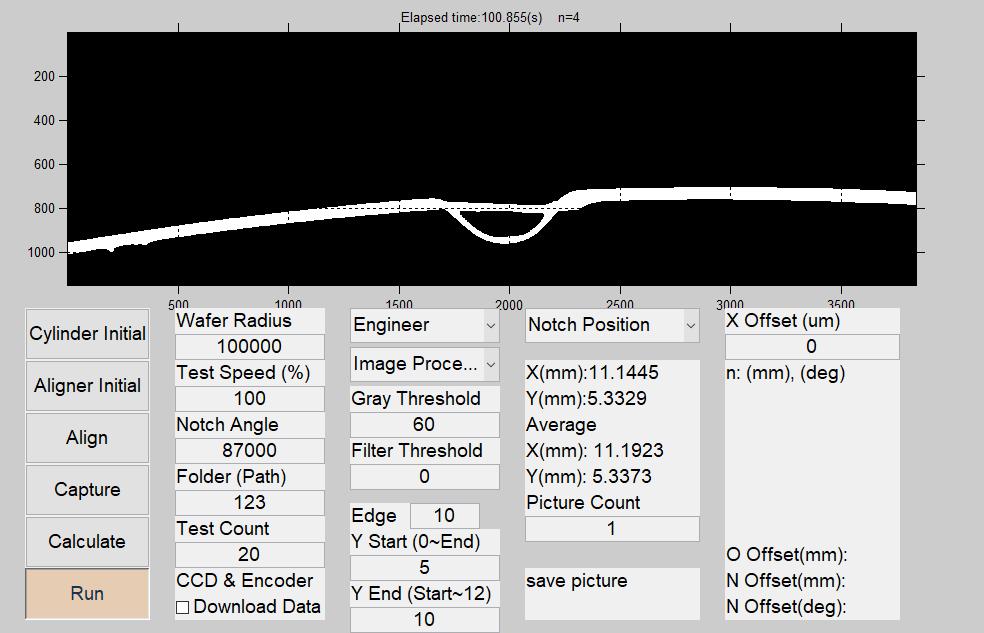 Elapsed time:100.855(s) n=4
200
400
600
800
1000
500 1000 1500 2000 2500 3000 3500
Cylinder Initial
Aligner Initial
Align
Capture
Calculate
Run
Wafer Radius
100000
Test Speed (%)
100
Notch Angle
87000
Folder (Path)
123
Test Count
20
CCD & Encoder
Download Data
Engineer
Image Proce...
Gray Threshold
60
Filter Threshold
0
Edge 10
Y Start (0~End)
5
Y End (Start~12)
10
Notch Position
X(mm):11.1445
Y(mm):5.3329
Average
X(mm): 11.1923
Y(mm): 5.3373
Picture Count
1
save picture
X Offset (um)
0
n: (mm), (deg)
O Offset(mm):
N Offset(mm):
N Offset(deg):